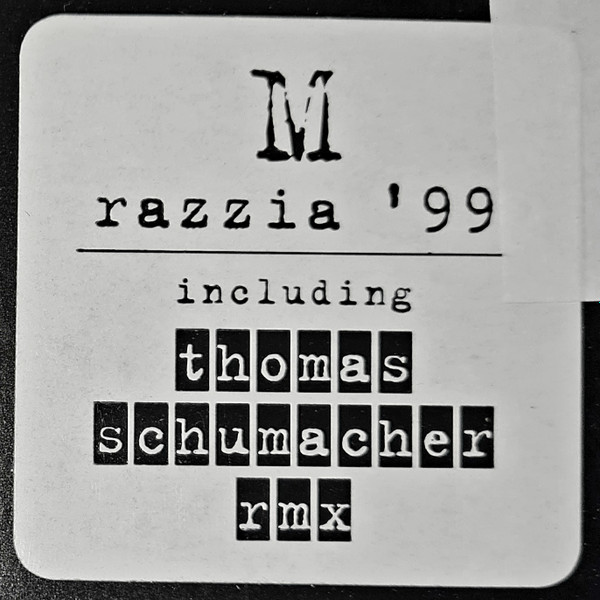 M
razzia '99
including
thomas
schumacher
rmx